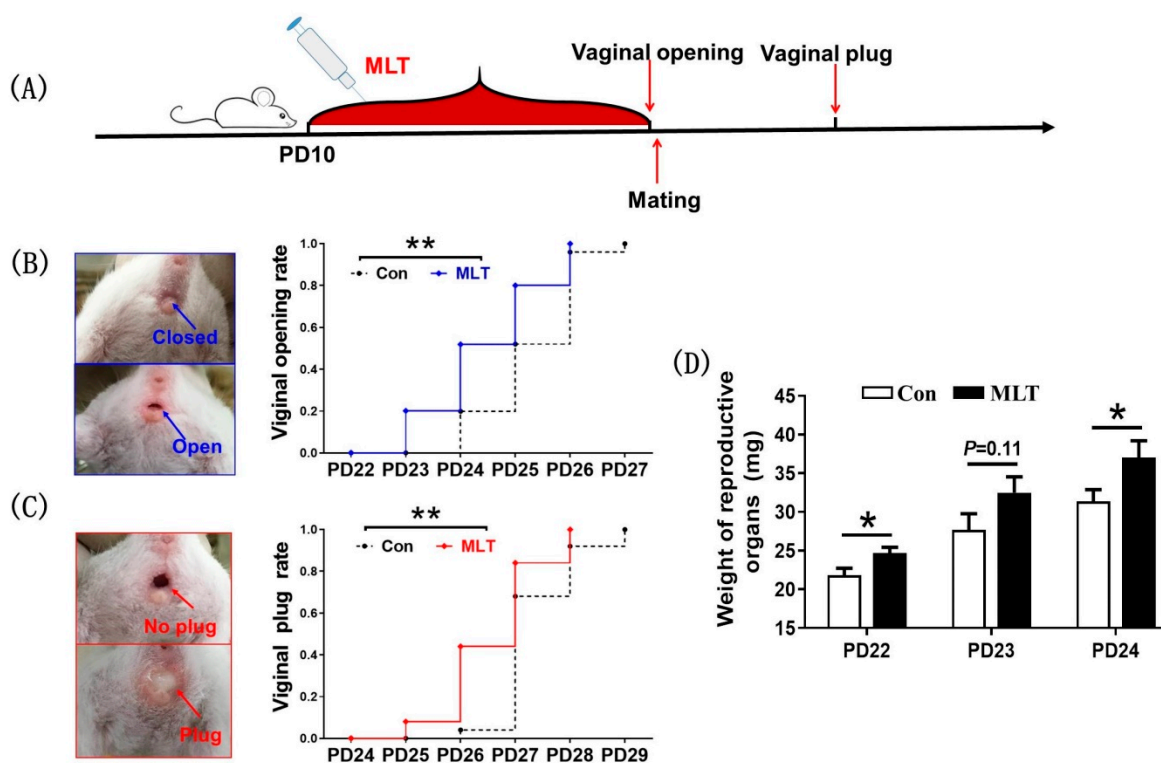 (A)
MLT
Vaginal opening
Vaginal plug
PD10
Mating
(B)
Closed
Open
Viginal opening rate
1.0
0.8
0.6
0.4
0.2
0.0
**
Con
MLT
PD22 PD23 PD24 PD25 PD26 PD27
(C)
No plug
Plug
Viginal plug rate
1.0
0.8
0.6
0.4
0.2
0.0
**
Con
MLT
PD24 PD25 PD26 PD27 PD28 PD29
(D)
Weight of reproductive
organs (mg)
45
40
35
30
25
20
15
Con
MLT
*
P=0.11
*
PD22 PD23 PD24